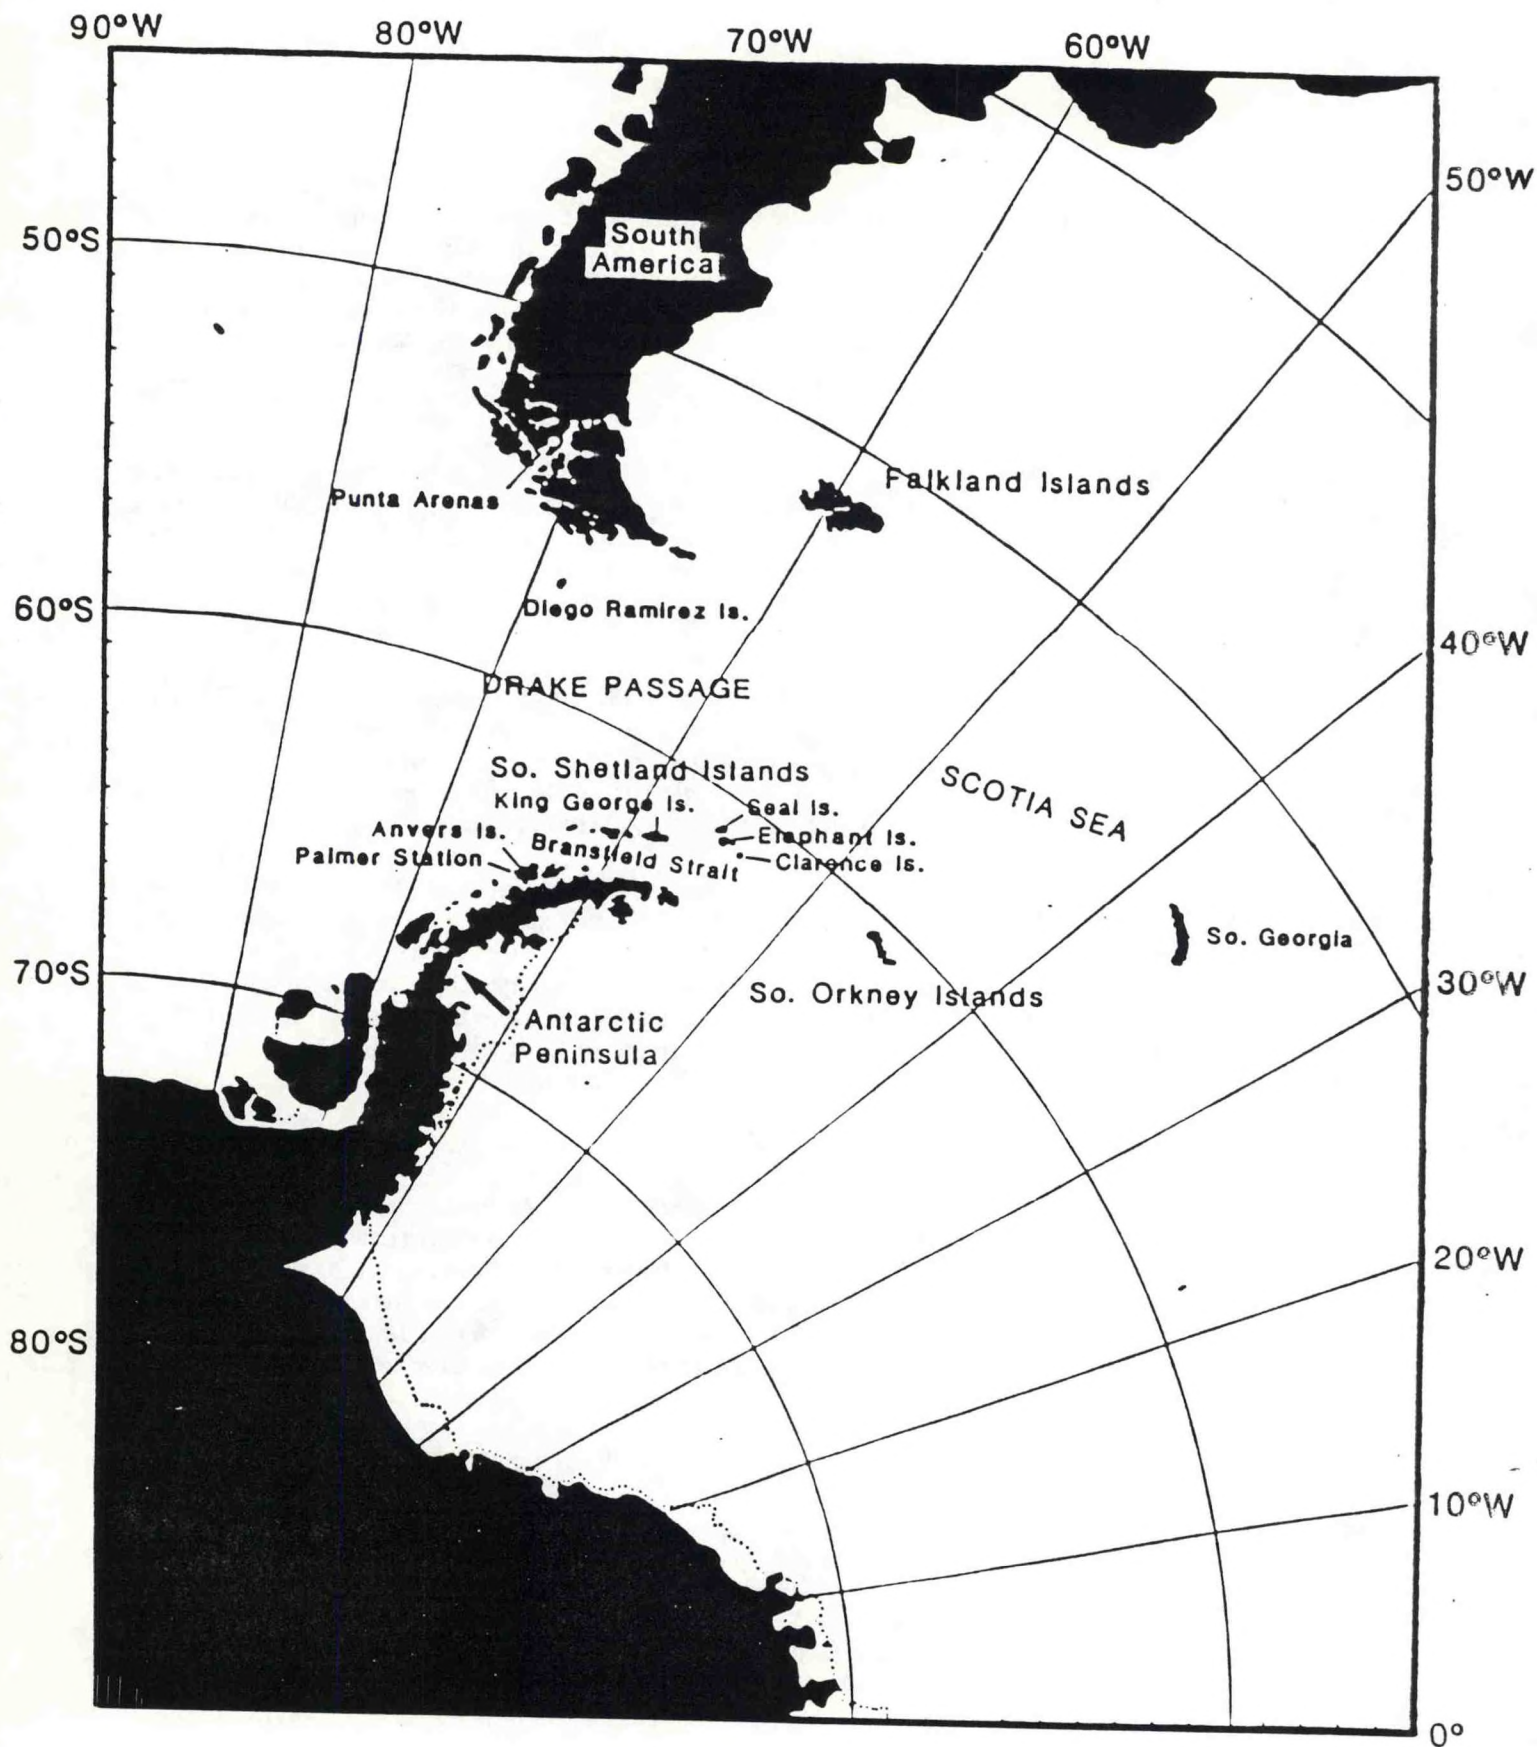 90°W
80°W
70°W
60°W
50°W
South
America
50°S
Falkland Islands
Punta Arenas
60°S
Diego Ramirez Is.
40°W
DRAKE PASSAGE
So. Shetland Islands
SCOTIA SEA
King George Is.
Seal Is.
Anvers Is.
Elephant Is.
Bransfield Strait
Palmer Station
Clarence Is.
So. Georgia
70°S
30°W
So. Orkney Islands
Antarctic
Peninsula
20°W
80°S
10°W
0°